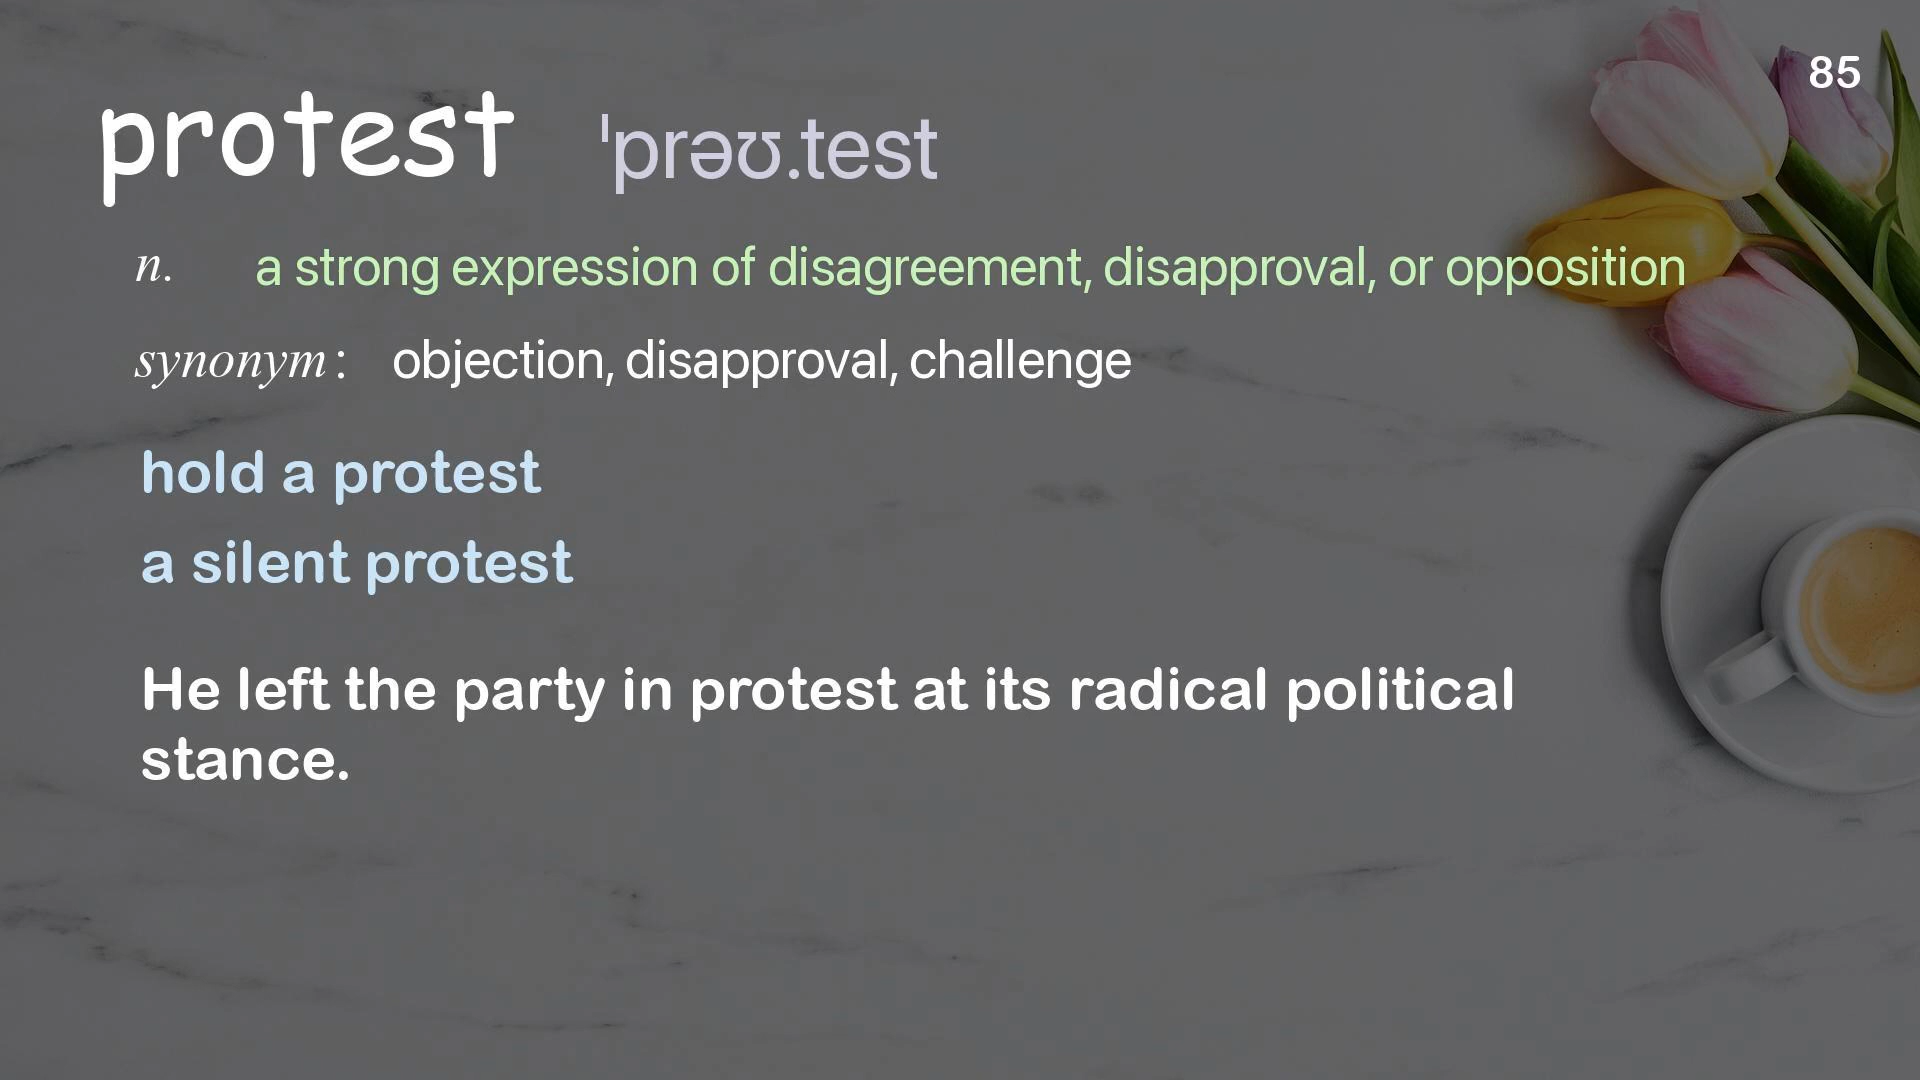 85
protest ˈprəʊ.test
n. a strong expression of disagreement, disapproval, or opposition
synonym: objection, disapproval, challenge
hold a protest
a silent protest
He left the party in protest at its radical political
stance.